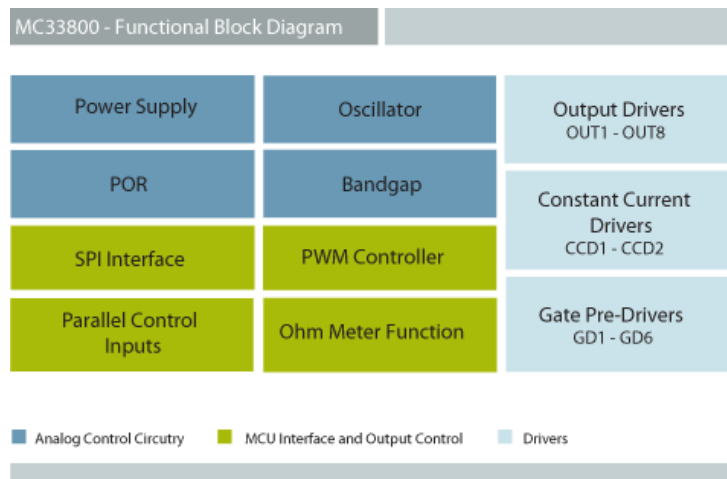 MC33800 - Functional Block Diagram
Power Supply
Oscillator
Output Drivers
OUT1 - OUT8
POR
Bandgap
Constant Current
Drivers
CCD1 - CCD2
SPI Interface
PWM Controller
Parallel Control
Inputs
Ohm Meter Function
Gate Pre-Drivers
GD1 - GD6
Analog Control Circutry
MCU Interface and Output Control
Drivers